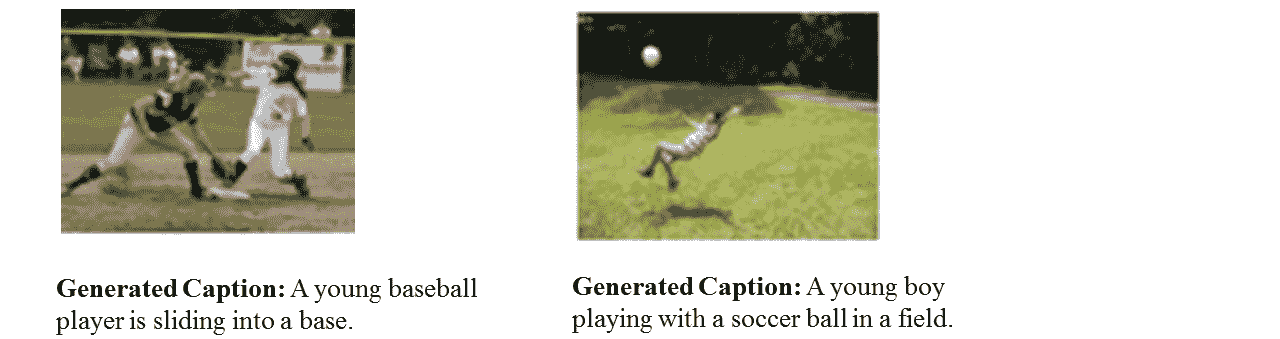 Generated Caption: A young baseball
player is sliding into a base.
Generated Caption: A young boy
playing with a soccer ball in a field.